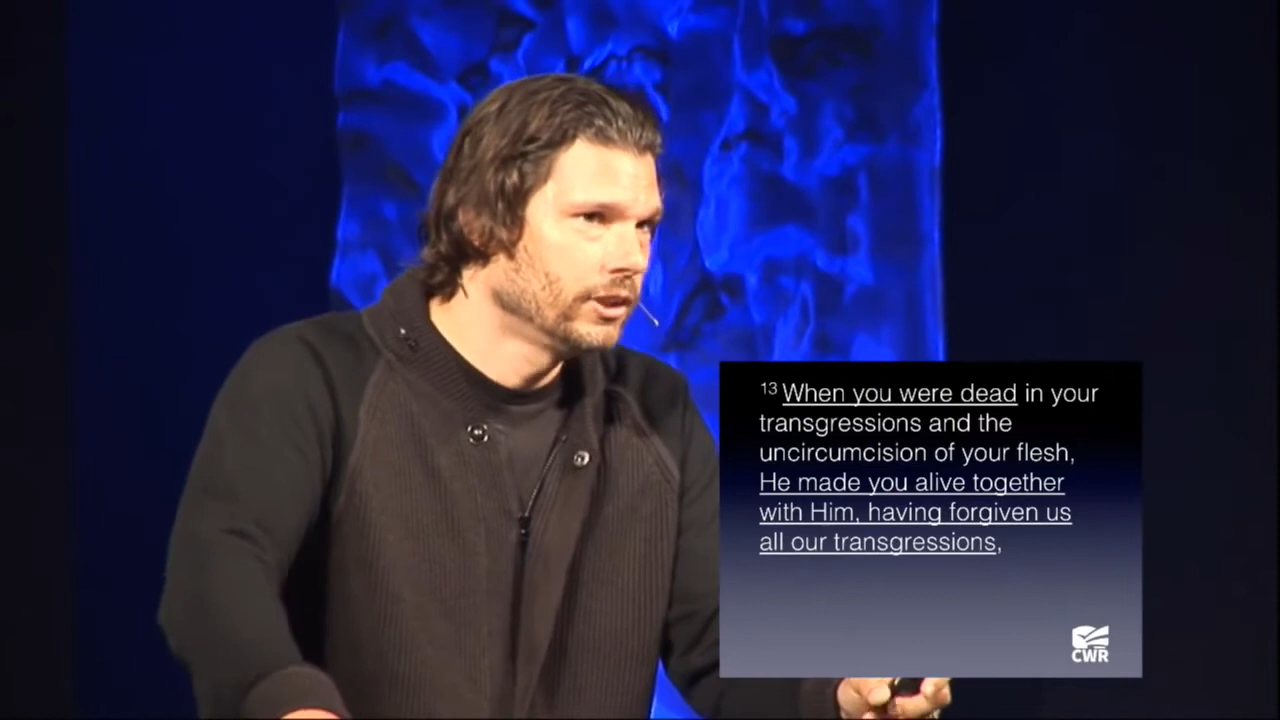 13 When you were dead in your
transgressions and the
uncircumcision of your flesh,
He made you alive together
with Him, having forgiven us
all our transgressions,
CWR